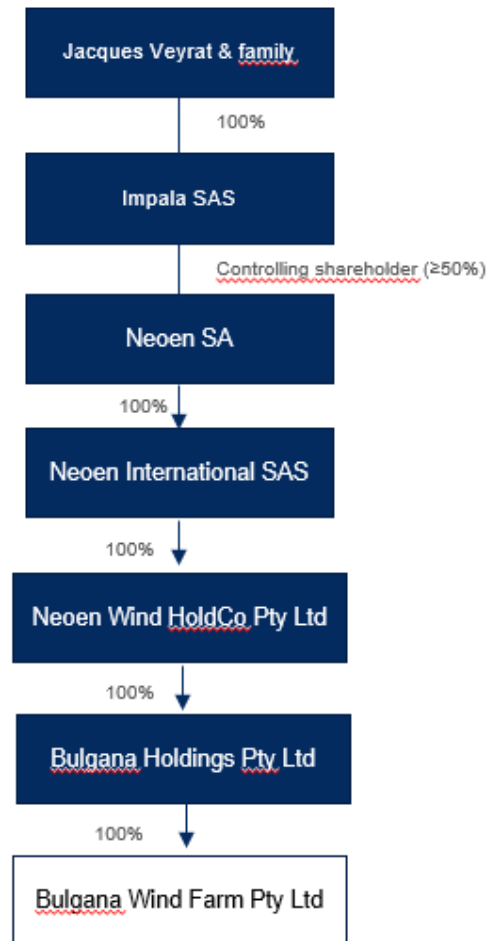 Jacques Veyrat & family
100%
Impala SAS
Controlling shareholder (≥50%)
Neoen SA
100%
Neoen International SAS
100%
Neoen Wind HoldCo Pty Ltd
100%
Bulgana Holdings Pty Ltd
100%
Bulgana Wind Farm Pty Ltd